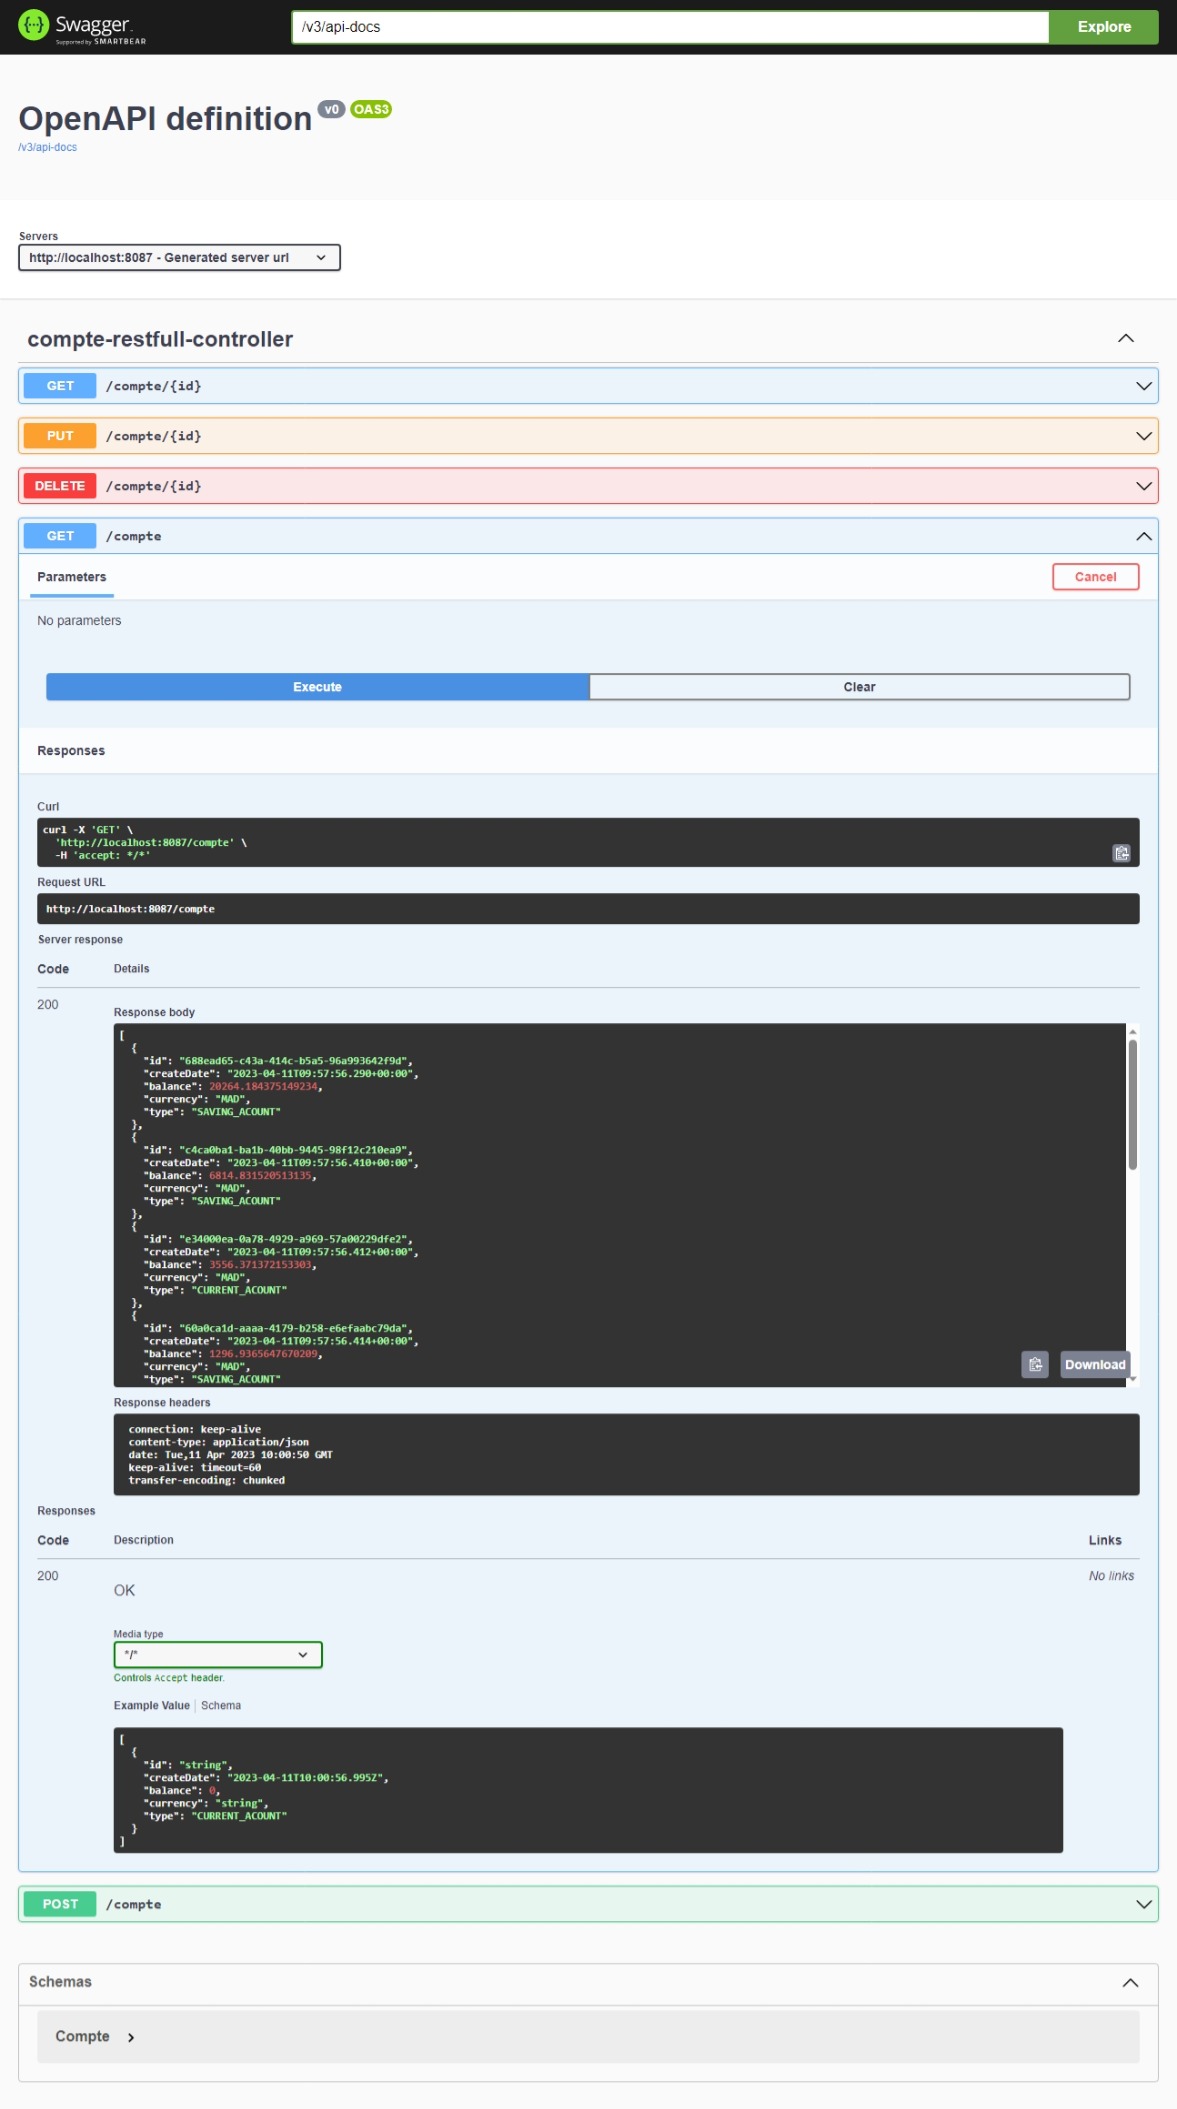 Swagger.
Supported by SMARTBEAR
/v3/api-docs
Explore
OpenAPI definition v0 OAS3
/v3/api-docs
Servers
http://localhost:8087 - Generated server url
compte-restfull-controller
GET /compte/{id}
PUT /compte/{id}
DELETE /compte/{id}
GET /compte
Parameters
Cancel
No parameters
Execute
Clear
Responses
Curl
curl -X 'GET' \
'http://localhost:8087/compte' \
-H 'accept: */*'
Request URL
http://localhost:8087/compte
Server response
Code Details
200
Response body
[
{
"id": "688ead65-c43a-414c-b5a5-96a993642f9d",
"createDate": "2023-04-11T09:57:56.290+00:00",
"balance": 20264.184375149234,
"currency": "MAD",
"type": "SAVING_ACOUNT"
},
{
"id": "c4ca0ba1-ba1b-40bb-9445-98f12c210ea9",
"createDate": "2023-04-11T09:57:56.410+00:00",
"balance": 6814.831520513135,
"currency": "MAD",
"type": "SAVING_ACOUNT"
},
{
"id": "e34000ea-0a78-4929-a969-57a00229dfe2",
"createDate": "2023-04-11T09:57:56.412+00:00",
"balance": 3556.371372153303,
"currency": "MAD",
"type": "CURRENT_ACOUNT"
},
{
"id": "60a0ca1d-aaaa-4179-b258-e6efaabc79da",
"createDate": "2023-04-11T09:57:56.414+00:00",
"balance": 1296.9365647670209,
"currency": "MAD",
"type": "SAVING_ACOUNT"
Download
Response headers
connection: keep-alive
content-type: application/json
date: Tue,11 Apr 2023 10:00:50 GMT
keep-alive: timeout=60
transfer-encoding: chunked
Responses
Code Description Links
200 No links
OK
Media type
*/*
Controls Accept header.
Example Value Schema
[
{
"id": "string",
"createDate": "2023-04-11T10:00:56.995Z",
"balance": 0,
"currency": "string",
"type": "CURRENT_ACOUNT"
}
]
POST /compte
Schemas
Compte